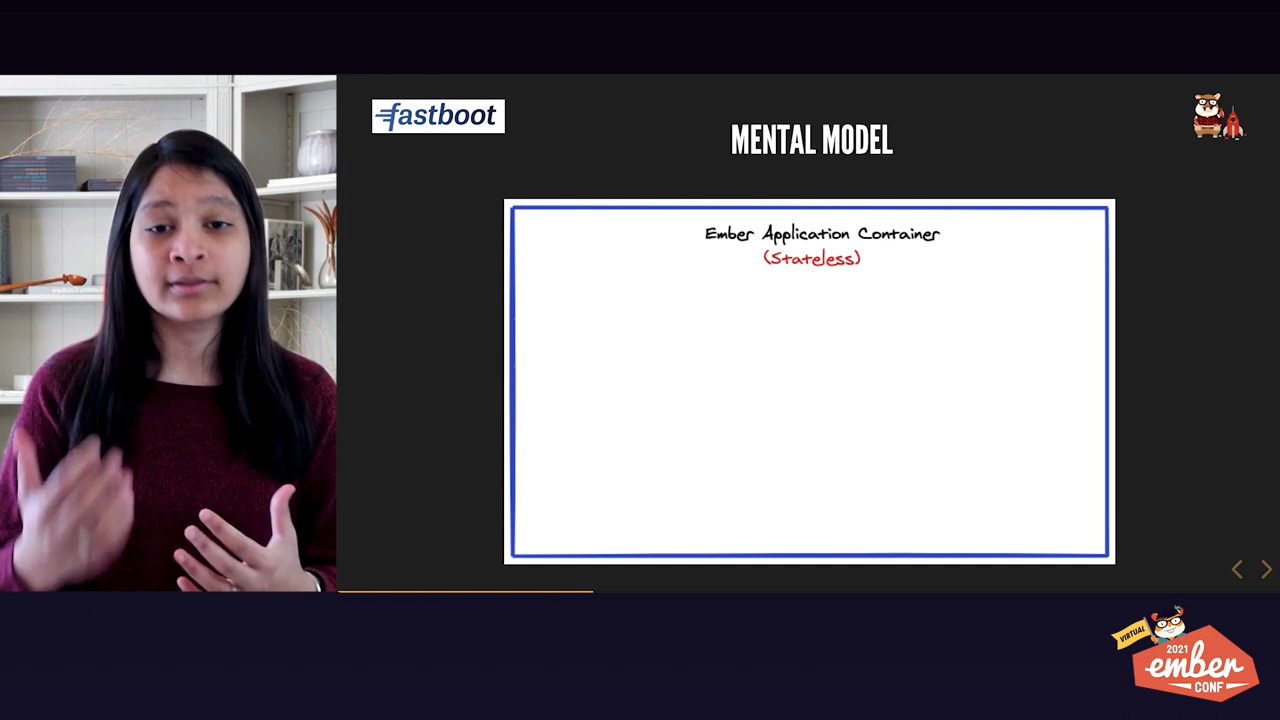 fastboot
MENTAL MODEL
Ember Application Container
(Stateless)
VIRTUAL
2021
ember
CONF